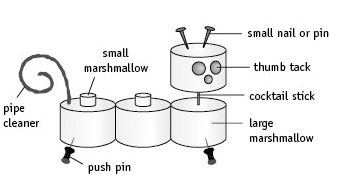 small nail or pin
small
marshmallow
thumb tack
cocktail stick
pipe
cleaner
large
marshmallow
push pin